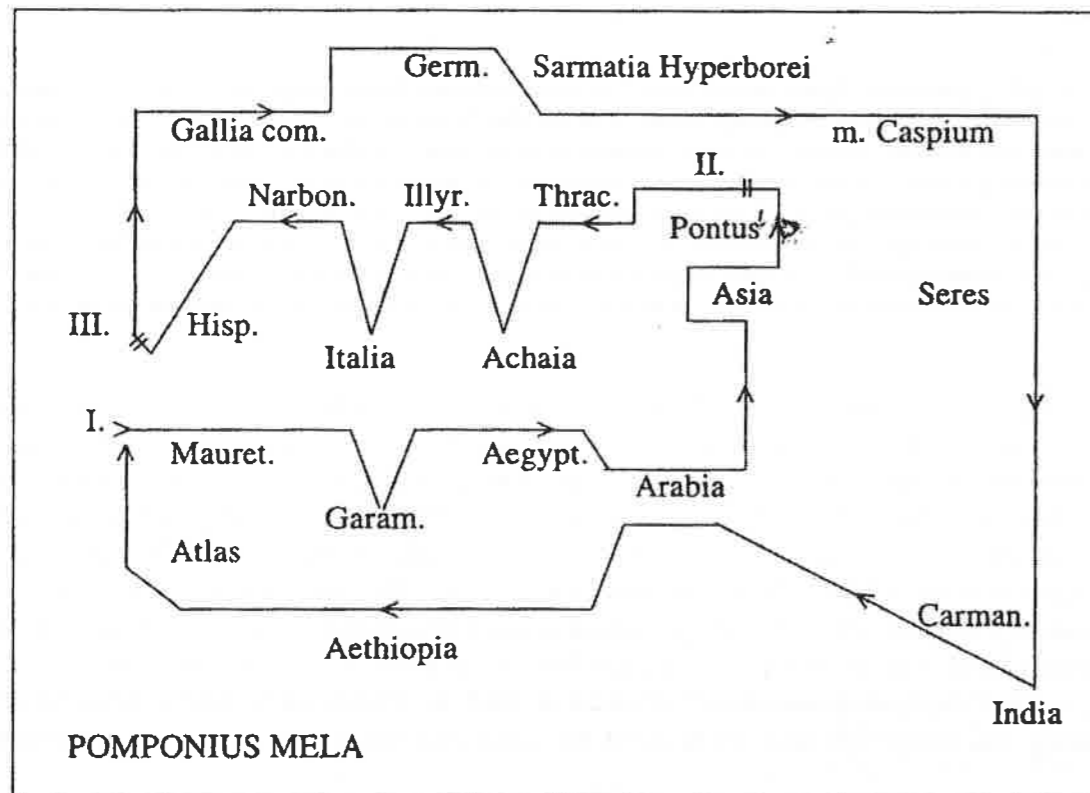 Germ. Sarmatia Hyperborei
Gallia com. m. Caspium
II.
Narbon. Illyr. Thrac.
Pontus
Asia Seres
III. Hisp.
Italia Achaia
I.
Mauret. Aegypt.
Arabia
Garam.
Atlas
Carman.
Aethiopia
India
POMPONIUS MELA